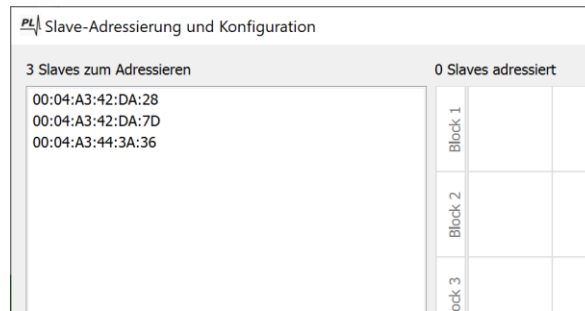 PL Slave-Adressierung und Konfiguration
3 Slaves zum Adressieren
0 Slaves adressiert
00:04:A3:42:DA:28
00:04:A3:42:DA:7D
00:04:A3:44:3A:36
Block 1
Block 2
ock 3